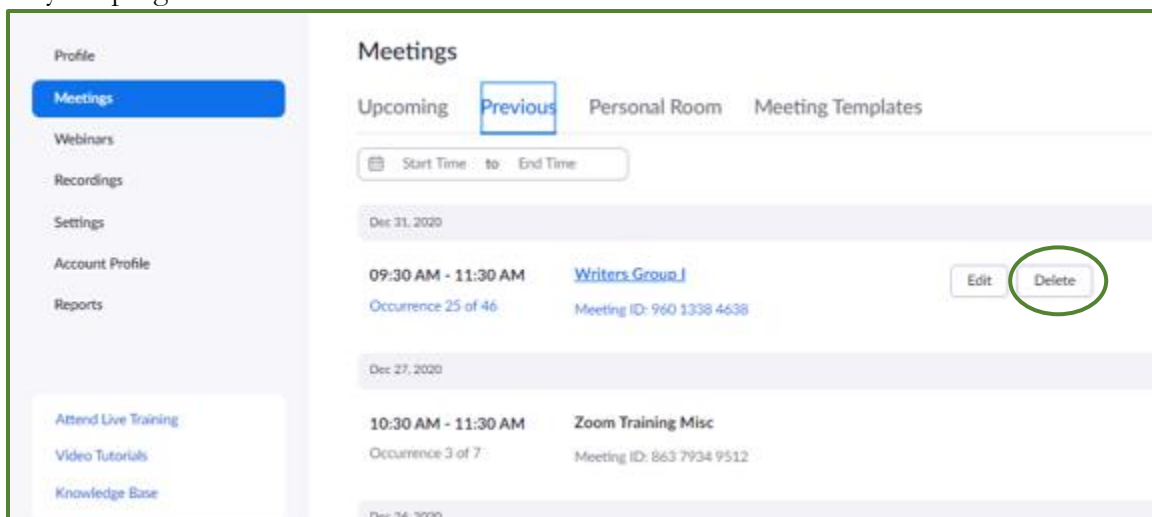 Profile
Meetings
Webinars
Recordings
Settings
Account Profile
Reports
Attend Live Training
Video Tutorials
Knowledge Base
Meetings
Upcoming Previous Personal Room Meeting Templates
Start Time to End Time
Dec 31, 2020
09:30 AM - 11:30 AM Writers Group I Edit Delete
Occurrence 25 of 46 Meeting ID: 960 1338 4638
Dec 27, 2020
10:30 AM - 11:30 AM Zoom Training Misc
Occurrence 3 of 7 Meeting ID: 863 7934 9512
Dec 26, 2020